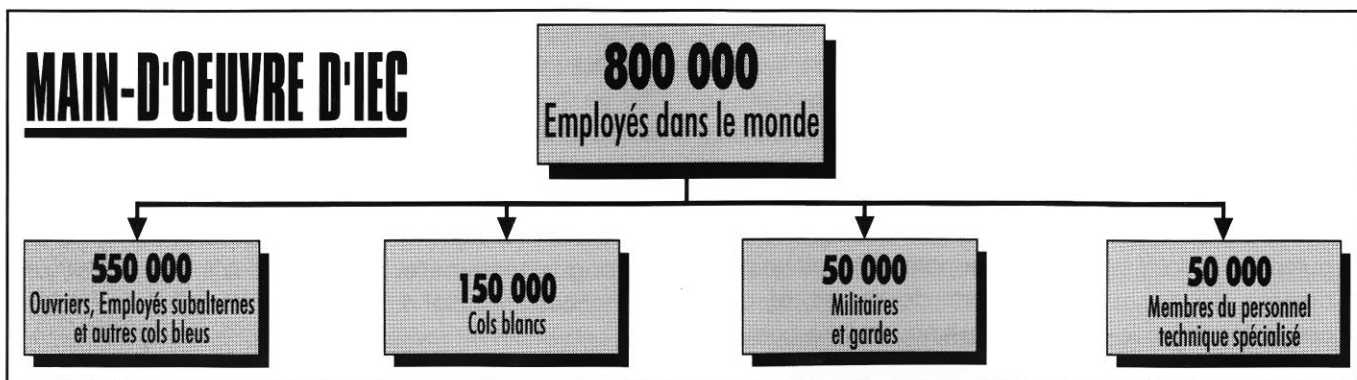 MAIN-D'OEUVRE D'IEC
800 000
Employés dans le monde
550 000
Ouvriers, Employés subalternes
et autres cols bleus
150 000
Cols blancs
50 000
Militaires
et gardes
50 000
Membres du personnel
technique spécialisé